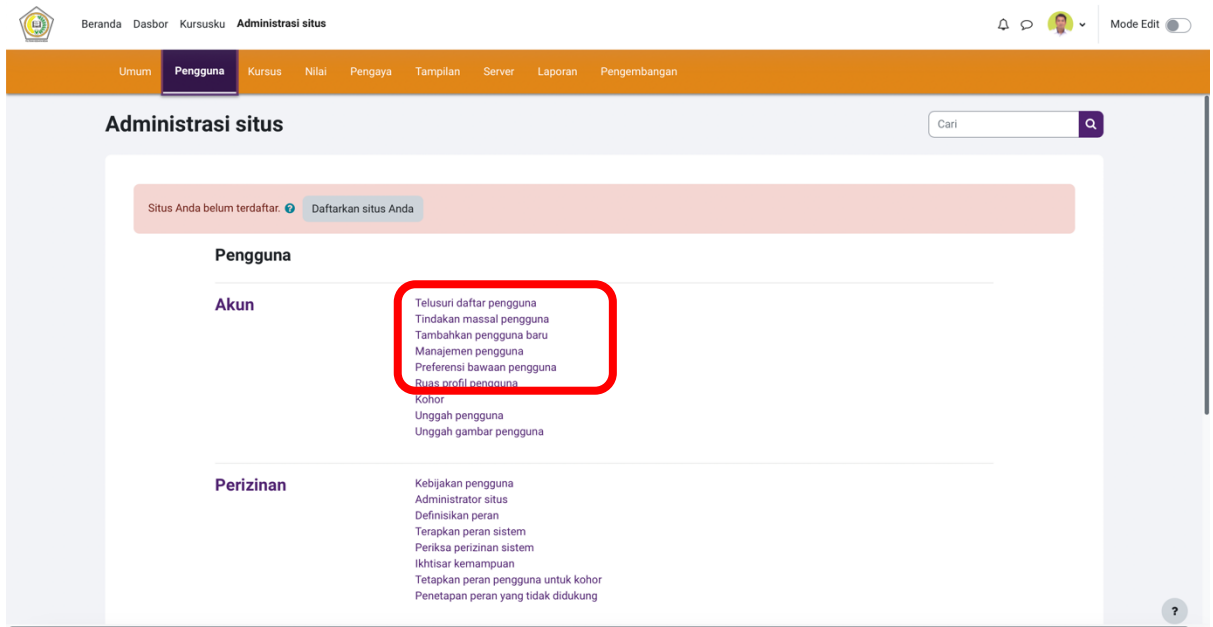 Beranda Dasbor Kursusku Administrasi situs Mode Edit
Umum Pengguna Kursus Nilai Pengaya Tampilan Server Laporan Pengembangan
Administrasi situs
Cari
Situs Anda belum terdaftar. ? Daftarkan situs Anda
Pengguna
Akun
Telusuri daftar pengguna
Tindakan massal pengguna
Tambahkan pengguna baru
Manajemen pengguna
Preferensi bawaan pengguna
Ruas profil pengguna
Kohor
Unggah pengguna
Unggah gambar pengguna
Perizinan
Kebijakan pengguna
Administrator situs
Definisikan peran
Terapkan peran sistem
Periksa perizinan sistem
Ikhtisar kemampuan
Tetapkan peran pengguna untuk kohor
Penetapan peran yang tidak didukung
?